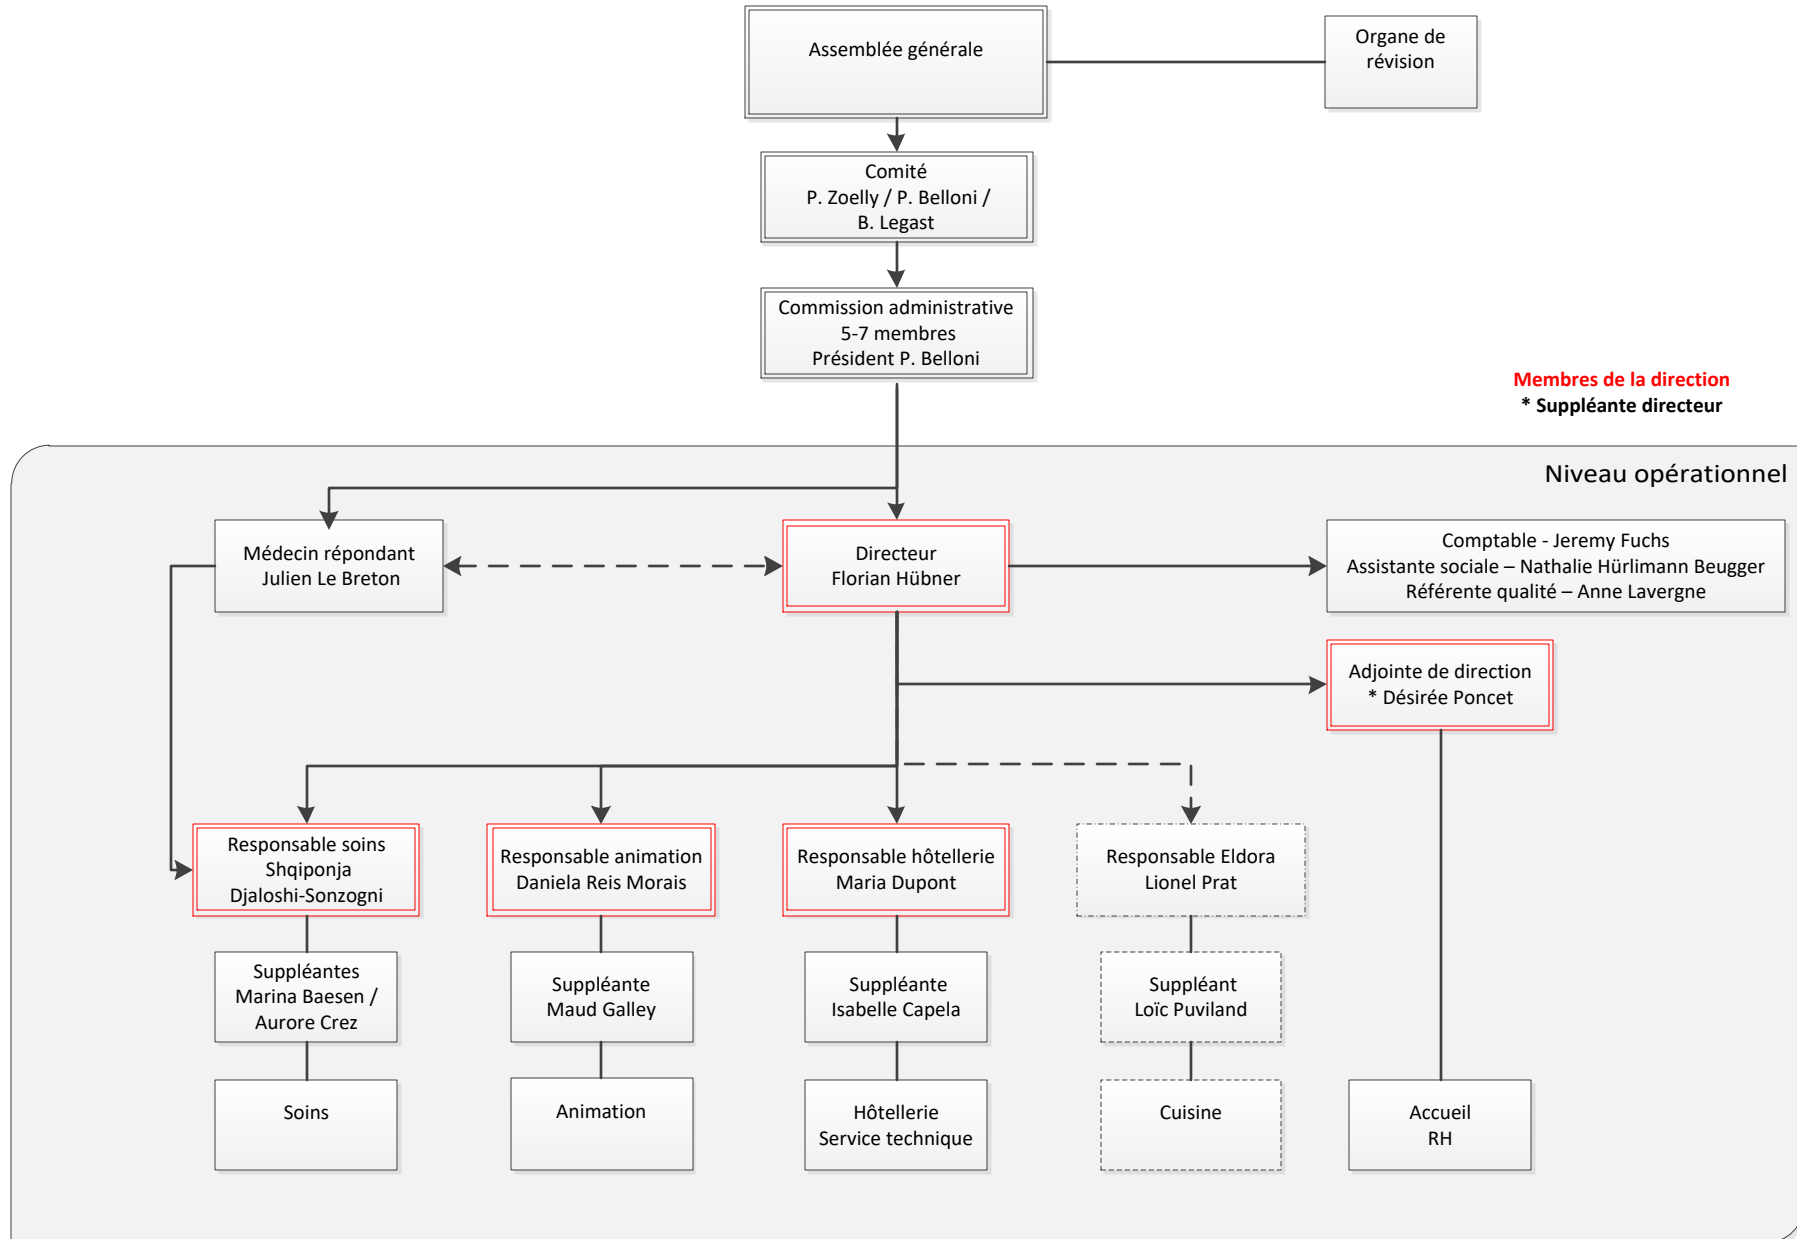 Assemblée générale
Organe de
révision
Comité
P. Zoelly / P. Belloni /
B. Legast
Commission administrative
5-7 membres
Président P. Belloni
Membres de la direction
* Suppléante directeur
Niveau opérationnel
Médecin répondant
Julien Le Breton
Directeur
Florian Hübner
Comptable - Jeremy Fuchs
Assistante sociale – Nathalie Hürlimann Beugger
Référente qualité – Anne Lavergne
Adjointe de direction
* Désirée Poncet
Responsable soins
Shqiponja
Djaloshi-Sonzogni
Responsable animation
Daniela Reis Morais
Responsable hôtellerie
Maria Dupont
Responsable Eldora
Lionel Prat
Suppléantes
Marina Baesen /
Aurore Crez
Suppléante
Maud Galley
Suppléante
Isabelle Capela
Suppléant
Loïc Puviland
Soins
Animation
Hôtellerie
Service technique
Cuisine
Accueil
RH